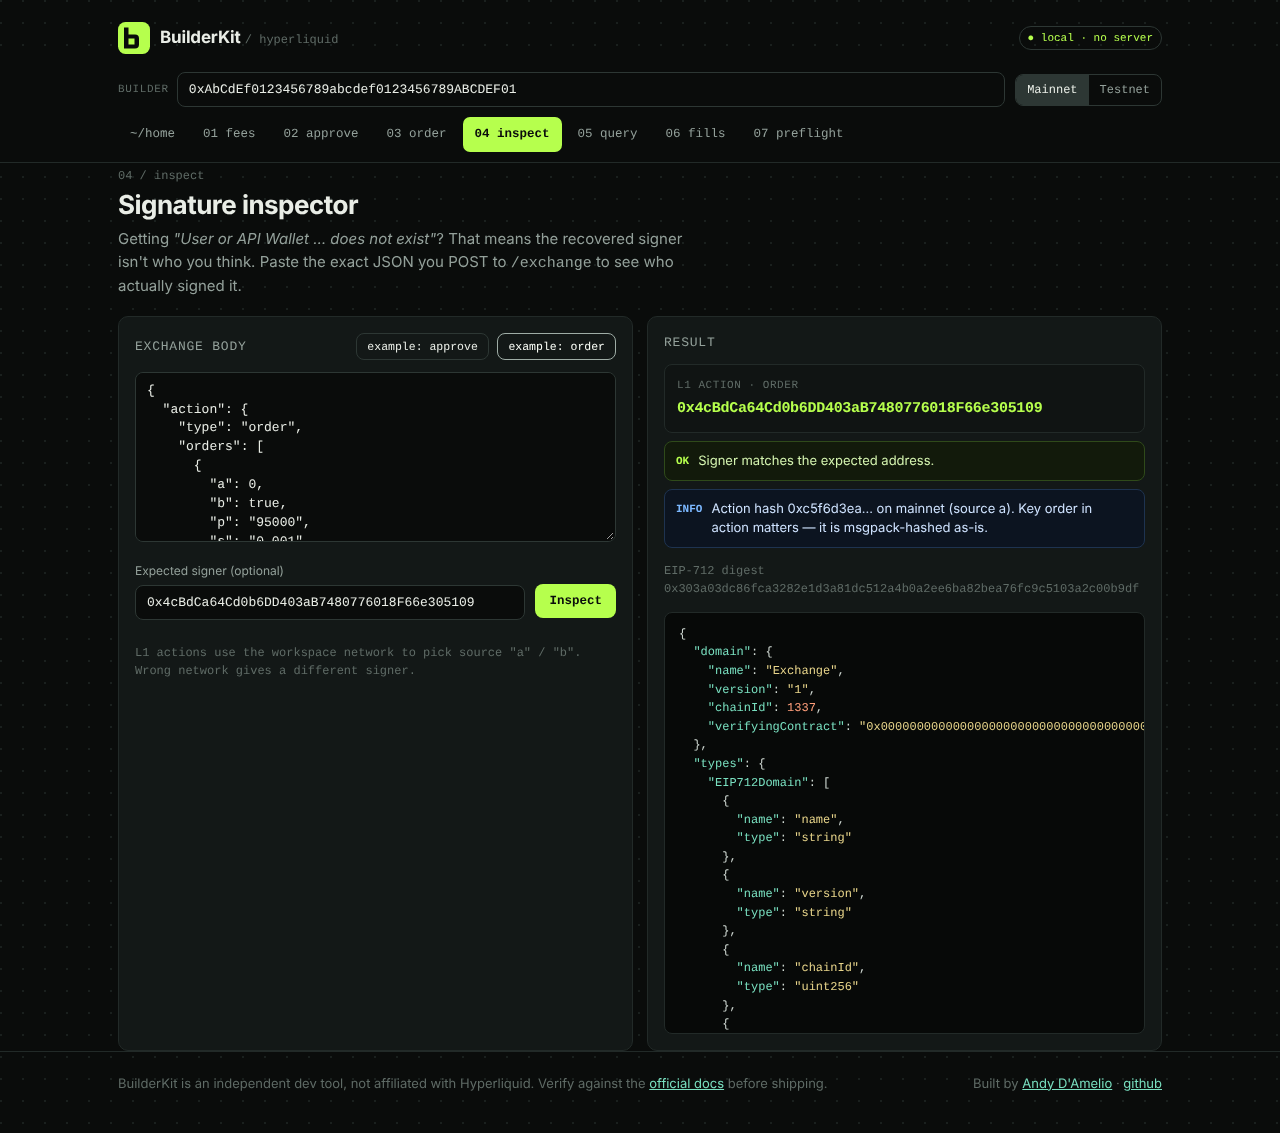 BuilderKit / hyperliquid
● local · no server
BUILDER
0xAbCdEf0123456789abcdef0123456789ABCDEF01
Mainnet
Testnet
~/home
01 fees
02 approve
03 order
04 inspect
05 query
06 fills
07 preflight
04 / inspect
Signature inspector
Getting "User or API Wallet … does not exist"? That means the recovered signer
isn't who you think. Paste the exact JSON you POST to /exchange to see who
actually signed it.
EXCHANGE BODY
example: approve
example: order
{
"action": {
"type": "order",
"orders": [
{
"a": 0,
"b": true,
"p": "95000",
"s": "0.001"
Expected signer (optional)
0x4cBdCa64Cd0b6DD403aB7480776018F66e305109
Inspect
L1 actions use the workspace network to pick source "a" / "b".
Wrong network gives a different signer.
RESULT
L1 ACTION · ORDER
0x4cBdCa64Cd0b6DD403aB7480776018F66e305109
OK Signer matches the expected address.
INFO Action hash 0xc5f6d3ea… on mainnet (source a). Key order in
action matters — it is msgpack-hashed as-is.
EIP-712 digest
0x303a03dc86fca3282e1d3a81dc512a4b0a2ee6ba82bea76fc9c5103a2c00b9df
{
"domain": {
"name": "Exchange",
"version": "1",
"chainId": 1337,
"verifyingContract": "0x00000000000000000000000000000000000000
},
"types": {
"EIP712Domain": [
{
"name": "name",
"type": "string"
},
{
"name": "version",
"type": "string"
},
{
"name": "chainId",
"type": "uint256"
},
{
BuilderKit is an independent dev tool, not affiliated with Hyperliquid. Verify against the official docs before shipping.
Built by Andy D'Amelio · github